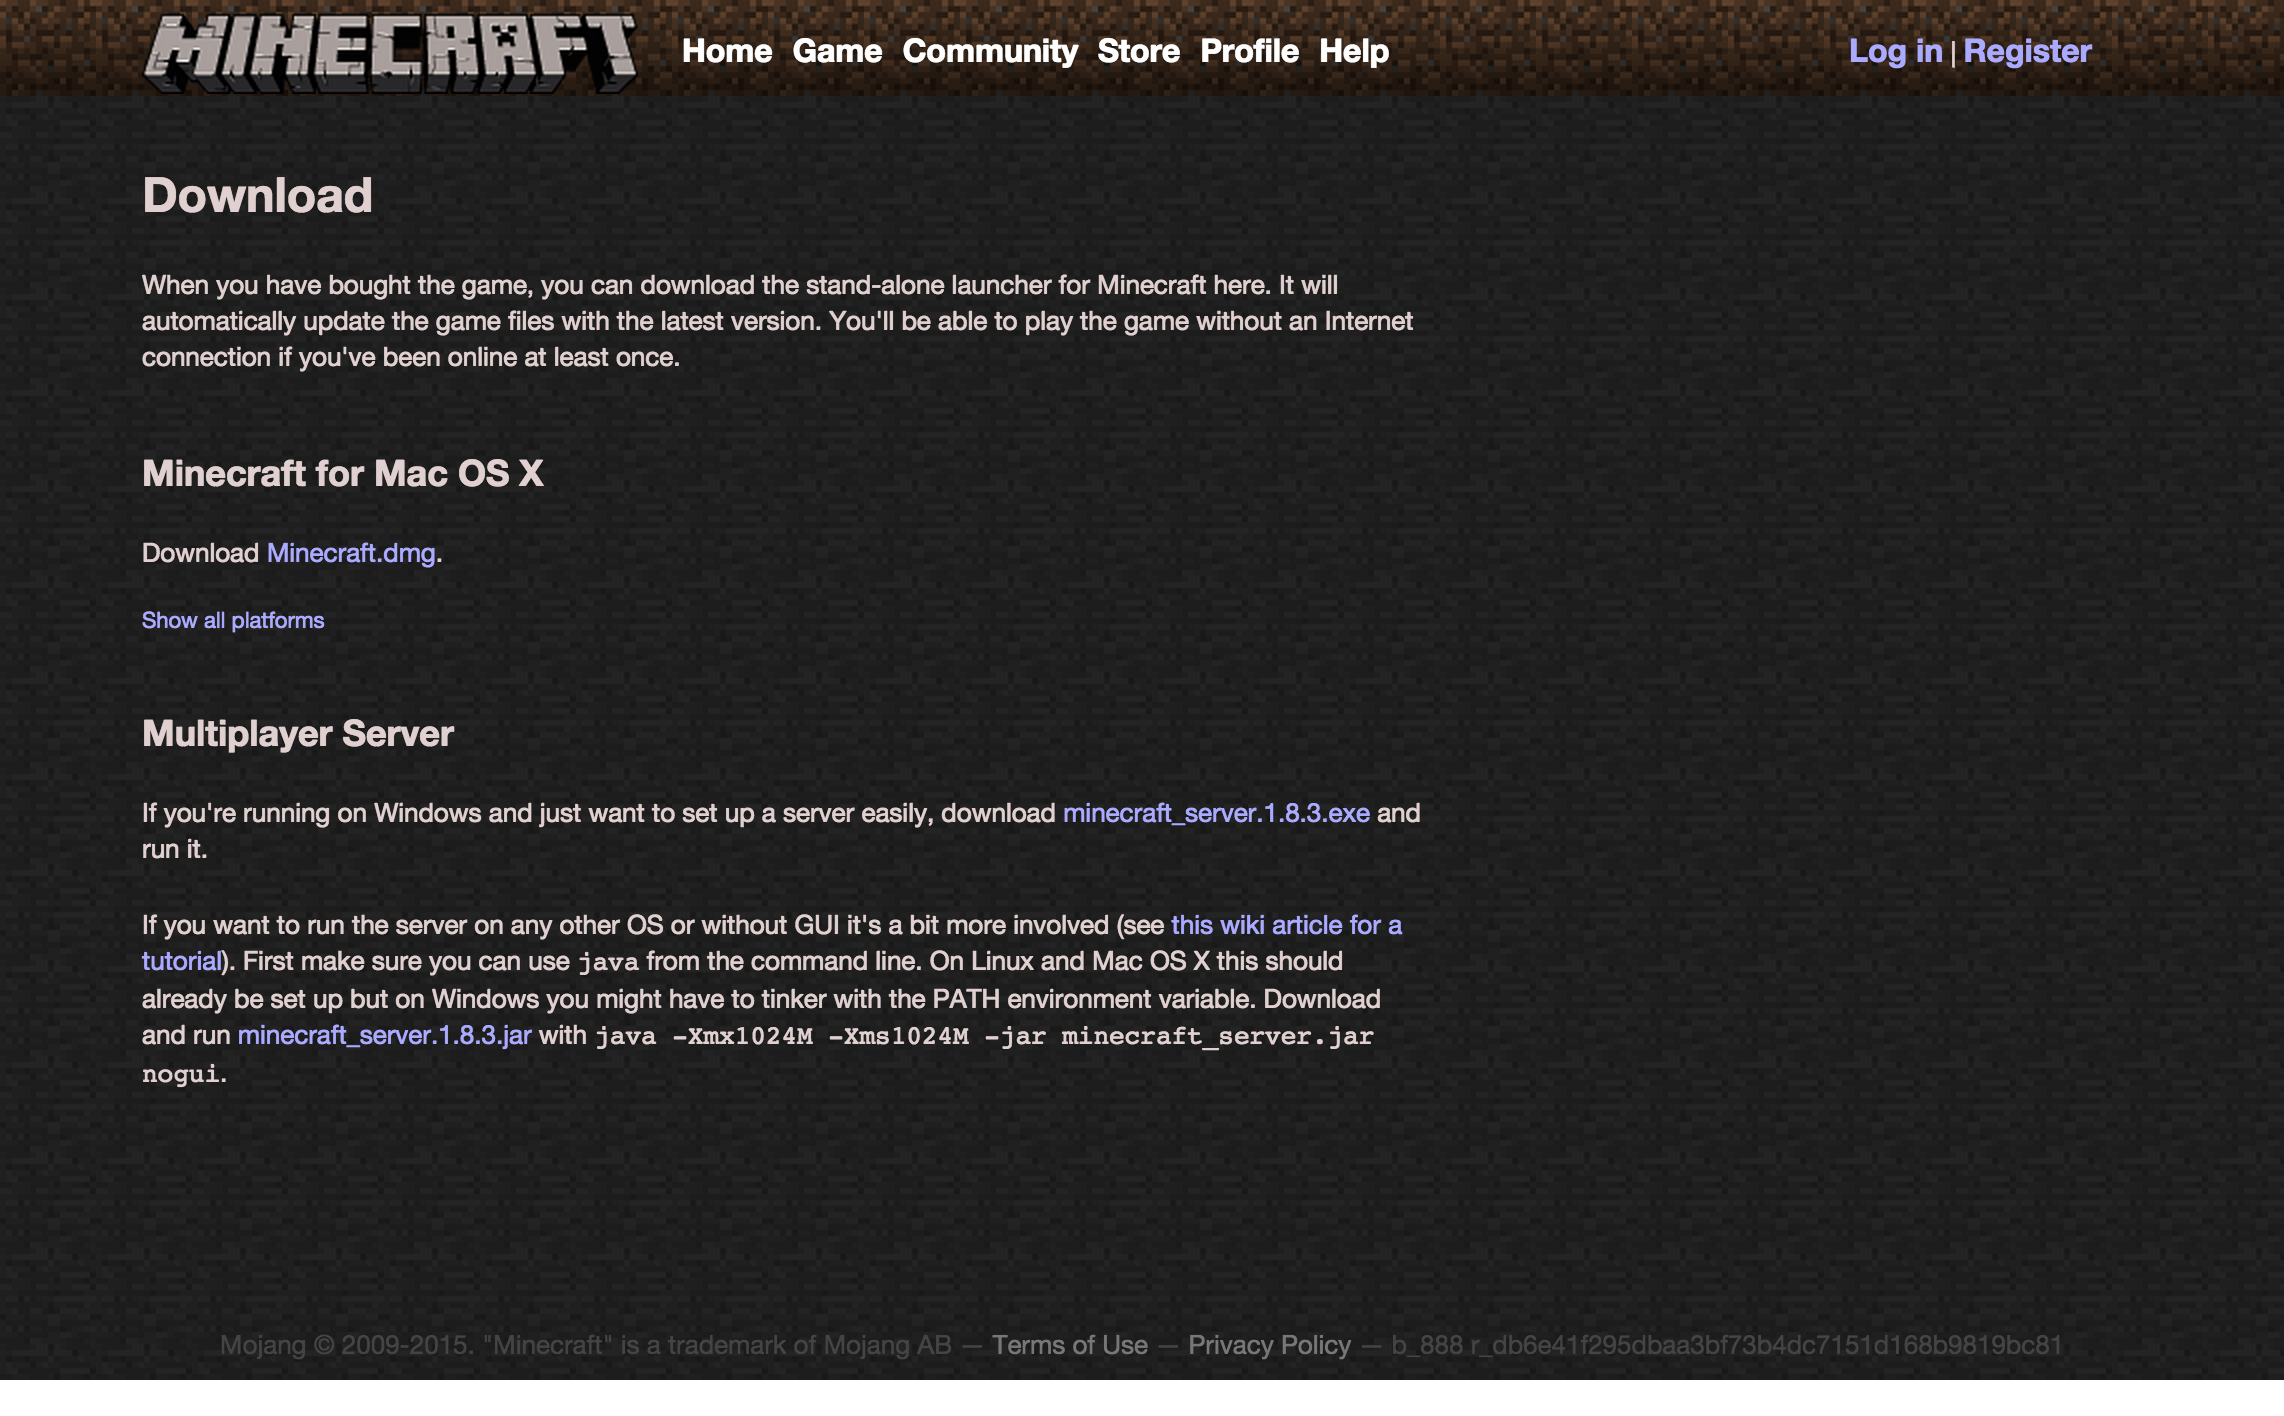 MINECRAFT
Home Game Community Store Profile Help
Log in | Register
Download
When you have bought the game, you can download the stand-alone launcher for Minecraft here. It will
automatically update the game files with the latest version. You'll be able to play the game without an Internet
connection if you've been online at least once.
Minecraft for Mac OS X
Download Minecraft.dmg.
Show all platforms
Multiplayer Server
If you're running on Windows and just want to set up a server easily, download minecraft_server.1.8.3.exe and
run it.
If you want to run the server on any other OS or without GUI it's a bit more involved (see this wiki article for a
tutorial). First make sure you can use java from the command line. On Linux and Mac OS X this should
already be set up but on Windows you might have to tinker with the PATH environment variable. Download
and run minecraft_server.1.8.3.jar with java -Xmx1024M -Xms1024M -jar minecraft_server.jar
nogui.
Mojang © 2009-2015. "Minecraft" is a trademark of Mojang AB — Terms of Use — Privacy Policy — b_888 r_db6e41f295dbaa3bf73b4dc7151d168b9819bc81